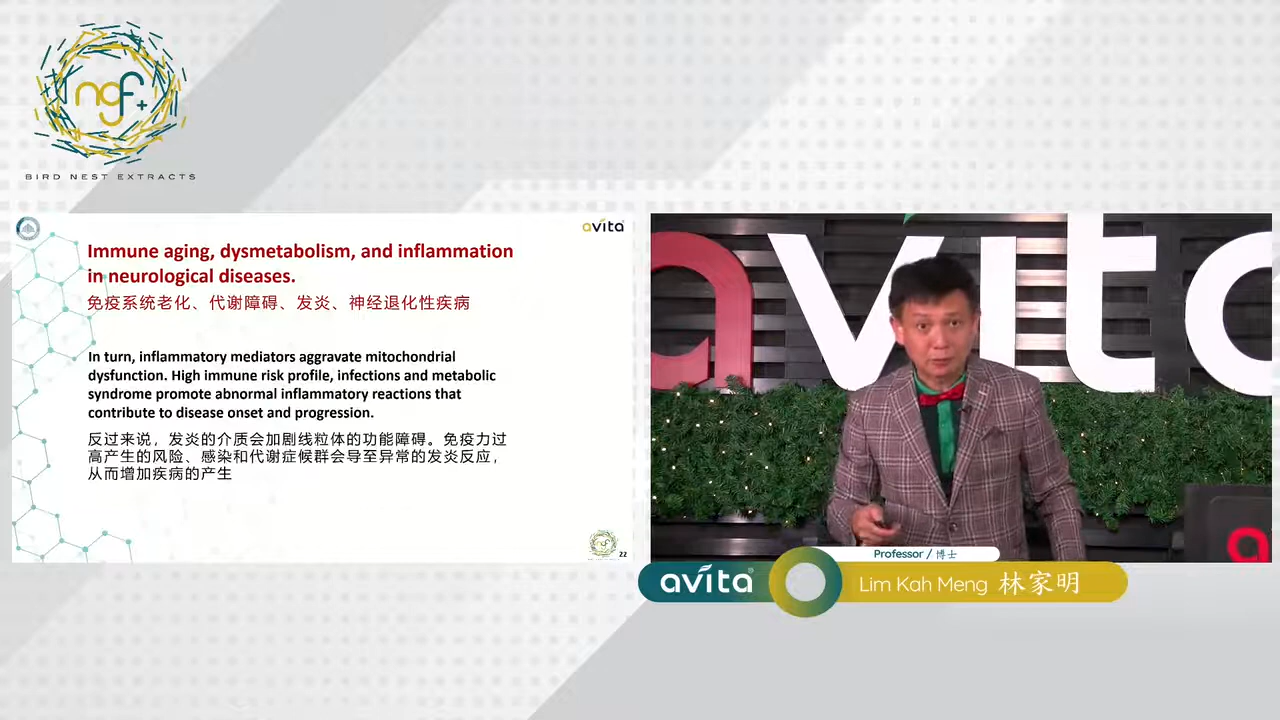 ngf+
BIRD NEST EXTRACTS
avita
Immune aging, dysmetabolism, and inflammation
in neurological diseases.
免疫系统老化、代谢障碍、发炎、神经退化性疾病
In turn, inflammatory mediators aggravate mitochondrial
dysfunction. High immune risk profile, infections and metabolic
syndrome promote abnormal inflammatory reactions that
contribute to disease onset and progression.
反过来说，发炎的介质会加剧线粒体的功能障碍。免疫力过
高产生的风险、感染和代谢症候群会导至异常的发炎反应，
从而增加疾病的产生
ngf
22
avita
a
Professor / 博士
avita®
Lim Kah Meng 林家明